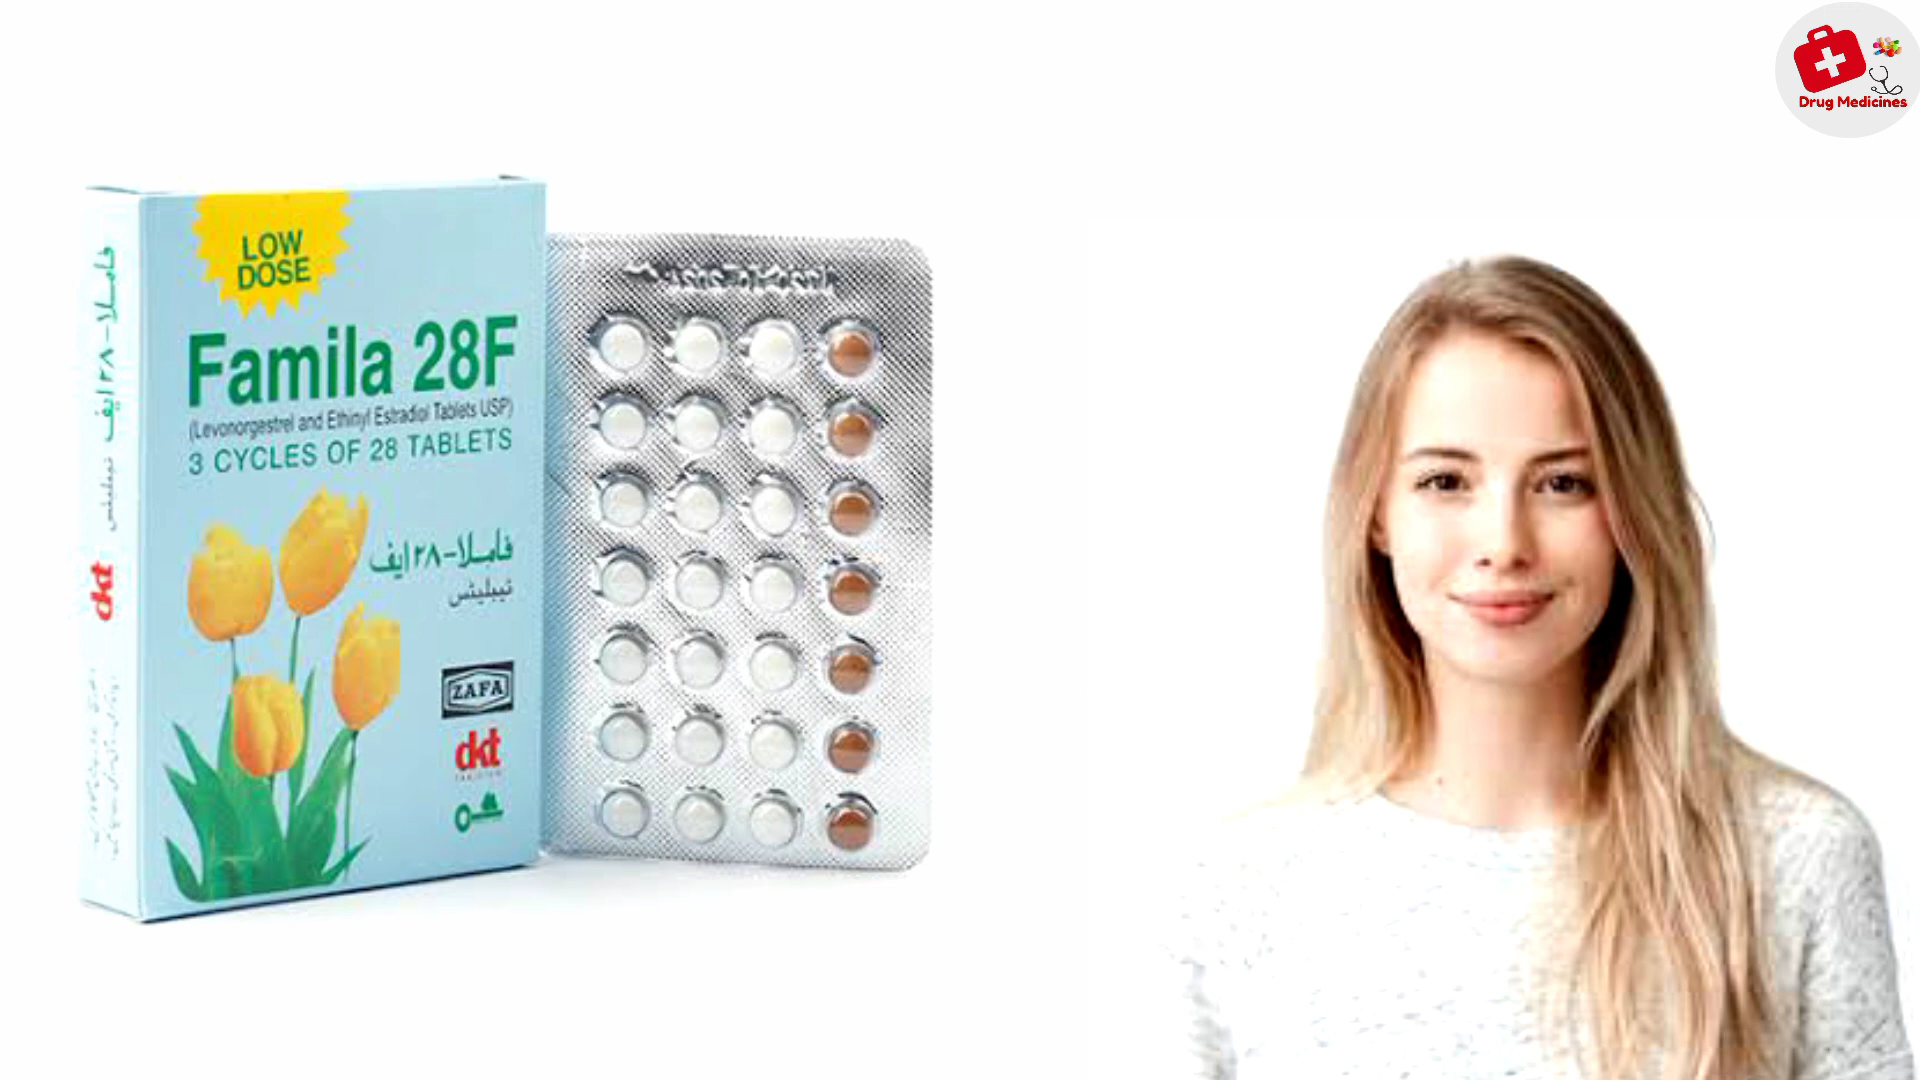 Drug Medicines
LOW
DOSE
Famila 28F
(Levonorgestrel and Ethinyl Estradiol Tablets USP)
3 CYCLES OF 28 TABLETS
فاملا-۲۸ ایف
ٹیبلیٹس
ZAFA
dkt
فاملا-۲۸ ایف ٹیبلیٹس
dkt